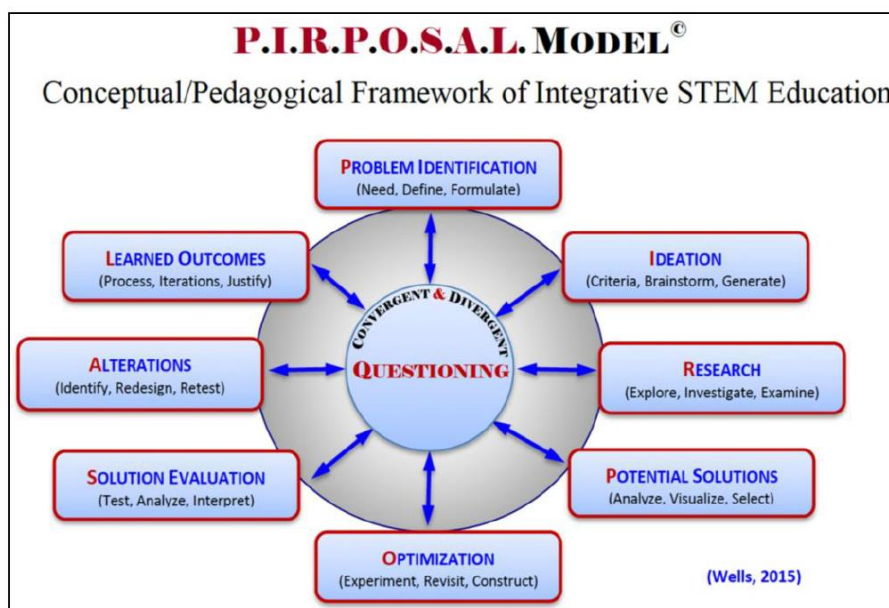 P.I.R.P.O.S.A.L. MODEL©
Conceptual/Pedagogical Framework of Integrative STEM Education
PROBLEM IDENTIFICATION
(Need, Define, Formulate)
LEARNED OUTCOMES
(Process, Iterations, Justify)
IDEATION
(Criteria, Brainstorm, Generate)
CONVERGENT & DIVERGENT
QUESTIONING
ALTERATIONS
(Identify, Redesign, Retest)
RESEARCH
(Explore, Investigate, Examine)
SOLUTION EVALUATION
(Test, Analyze, Interpret)
POTENTIAL SOLUTIONS
(Analyze, Visualize, Select)
OPTIMIZATION
(Experiment, Revisit, Construct)
(Wells, 2015)